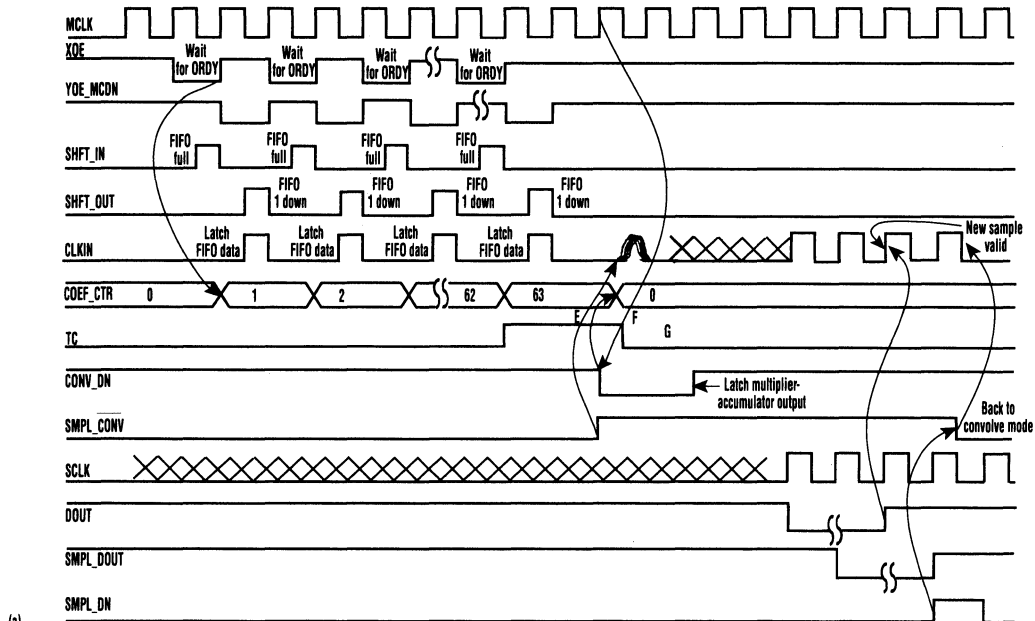 MCLK
XOE
Wait for ORDY
Wait for ORDY
Wait for ORDY
Wait for ORDY
YOE_MCDN
SHFT_IN
FIFO full
FIFO full
FIFO full
FIFO full
SHFT_OUT
FIFO 1 down
FIFO 1 down
FIFO 1 down
FIFO 1 down
CLKIN
Latch FIFO data
Latch FIFO data
Latch FIFO data
Latch FIFO data
New sample valid
COEF_CTR
0
1
2
62
63
0
E
F
G
TC
CONV_DN
Latch multiplier-accumulator output
SMPL_CONV
Back to convolve mode
SCLK
DOUT
SMPL_DOUT
SMPL_DN
(a)